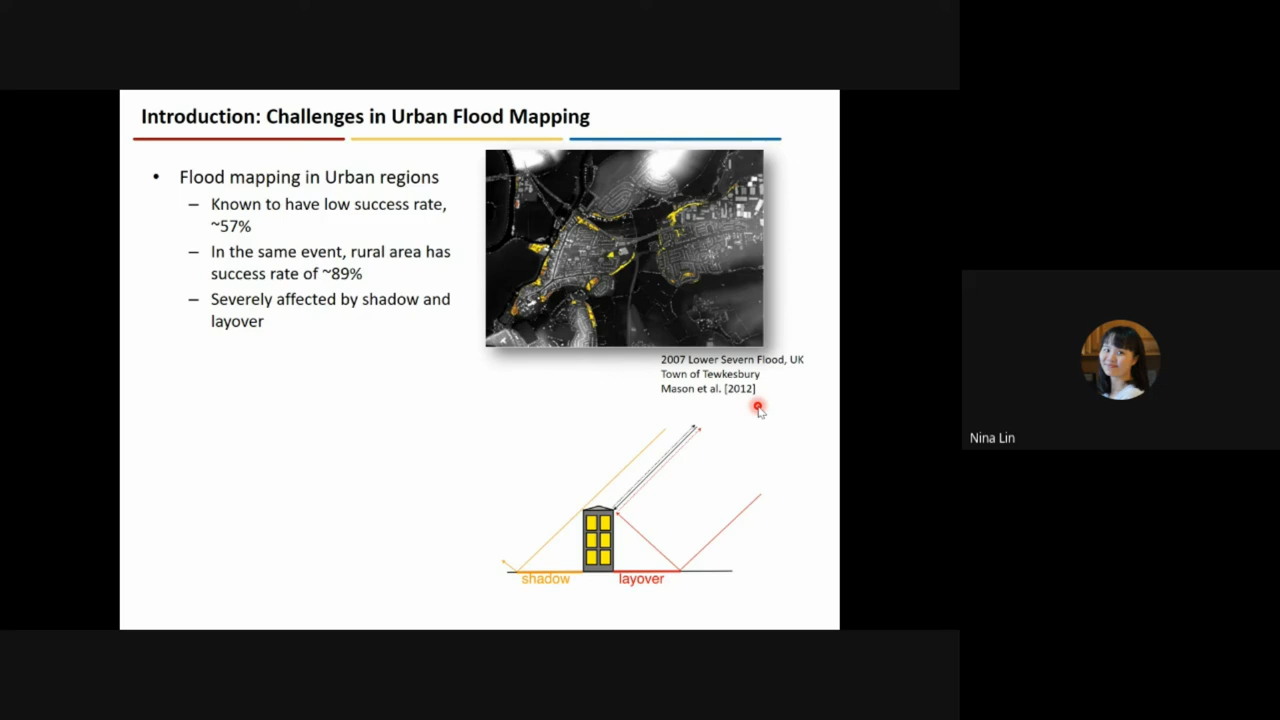 Introduction: Challenges in Urban Flood Mapping
• Flood mapping in Urban regions
– Known to have low success rate,
~57%
– In the same event, rural area has
success rate of ~89%
– Severely affected by shadow and
layover
2007 Lower Severn Flood, UK
Town of Tewkesbury
Mason et al. [2012]
shadow layover
Nina Lin